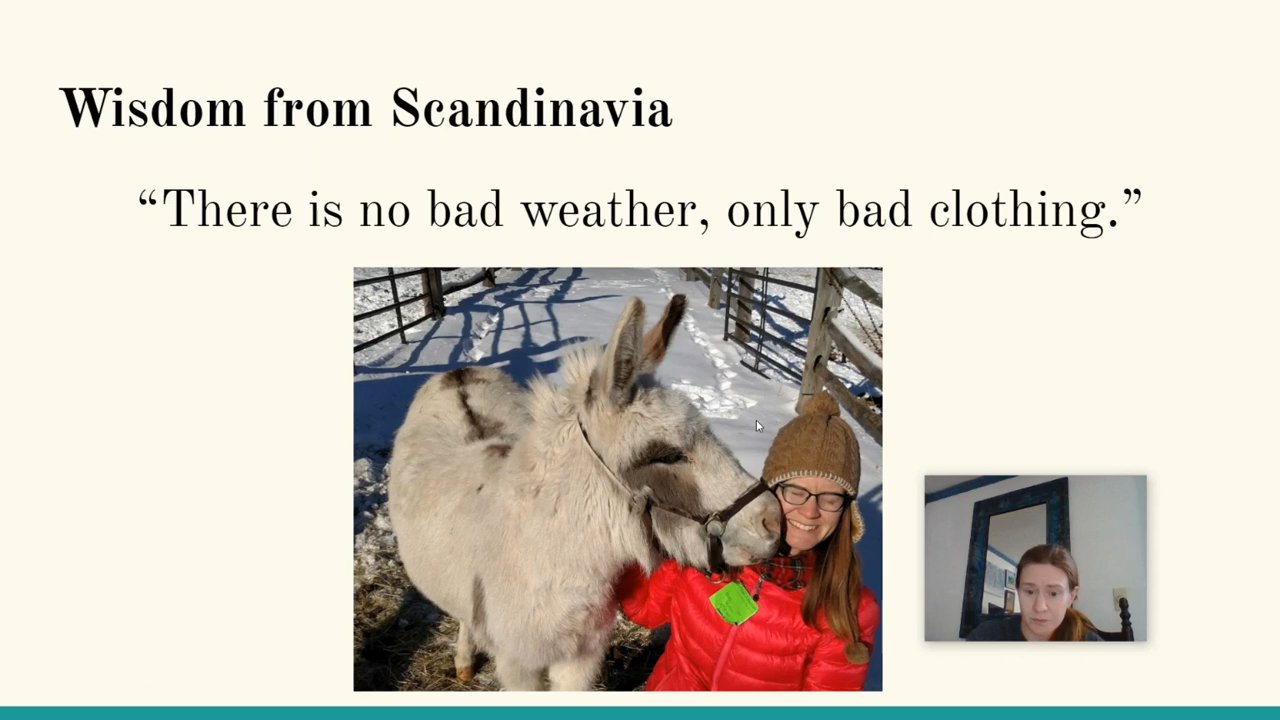 Wisdom from Scandinavia
“There is no bad weather, only bad clothing.”